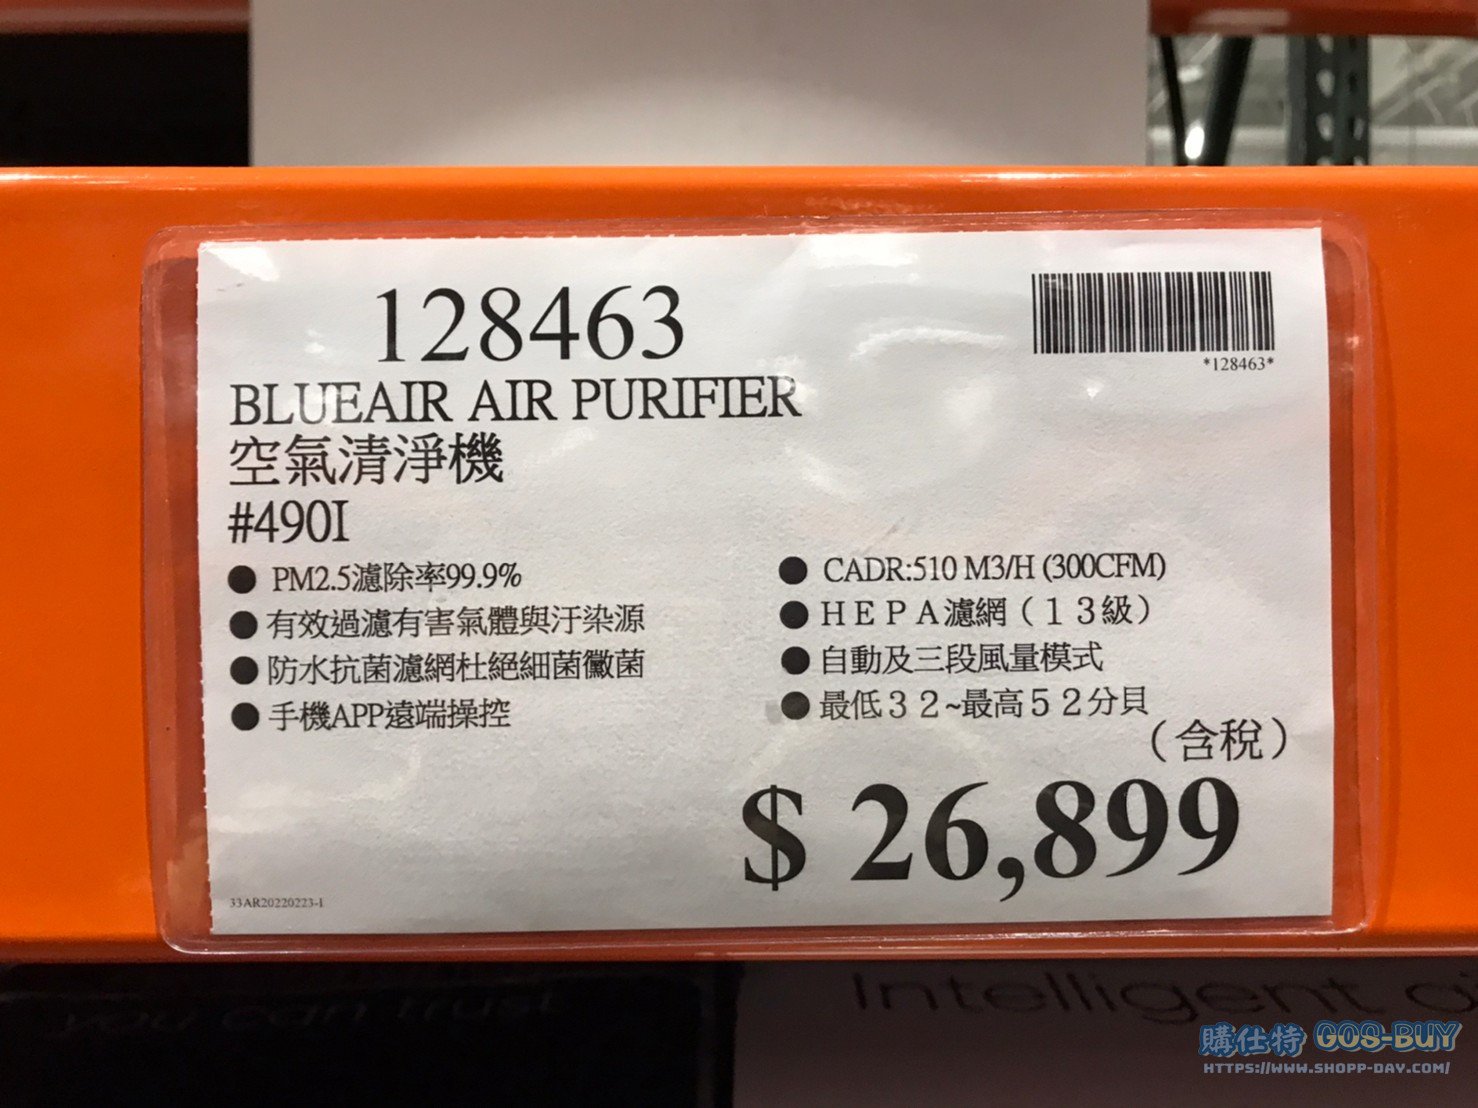 128463
*128463*
BLUEAIR AIR PURIFIER
空氣清淨機
#490I
● PM2.5濾除率99.9%
● 有效過濾有害氣體與汙染源
● 防水抗菌濾網杜絕細菌黴菌
● 手機APP遠端操控
● CADR:510 M3/H (300CFM)
● ＨＥＰＡ濾網（１３級）
● 自動及三段風量模式
● 最低３２~最高５２分貝
（含稅）
$ 26,899
33AR20220223-1
you can trust
Intelligent
購仕特 GOS-BUY
HTTPS://WWW.SHOPP-DAY.COM/